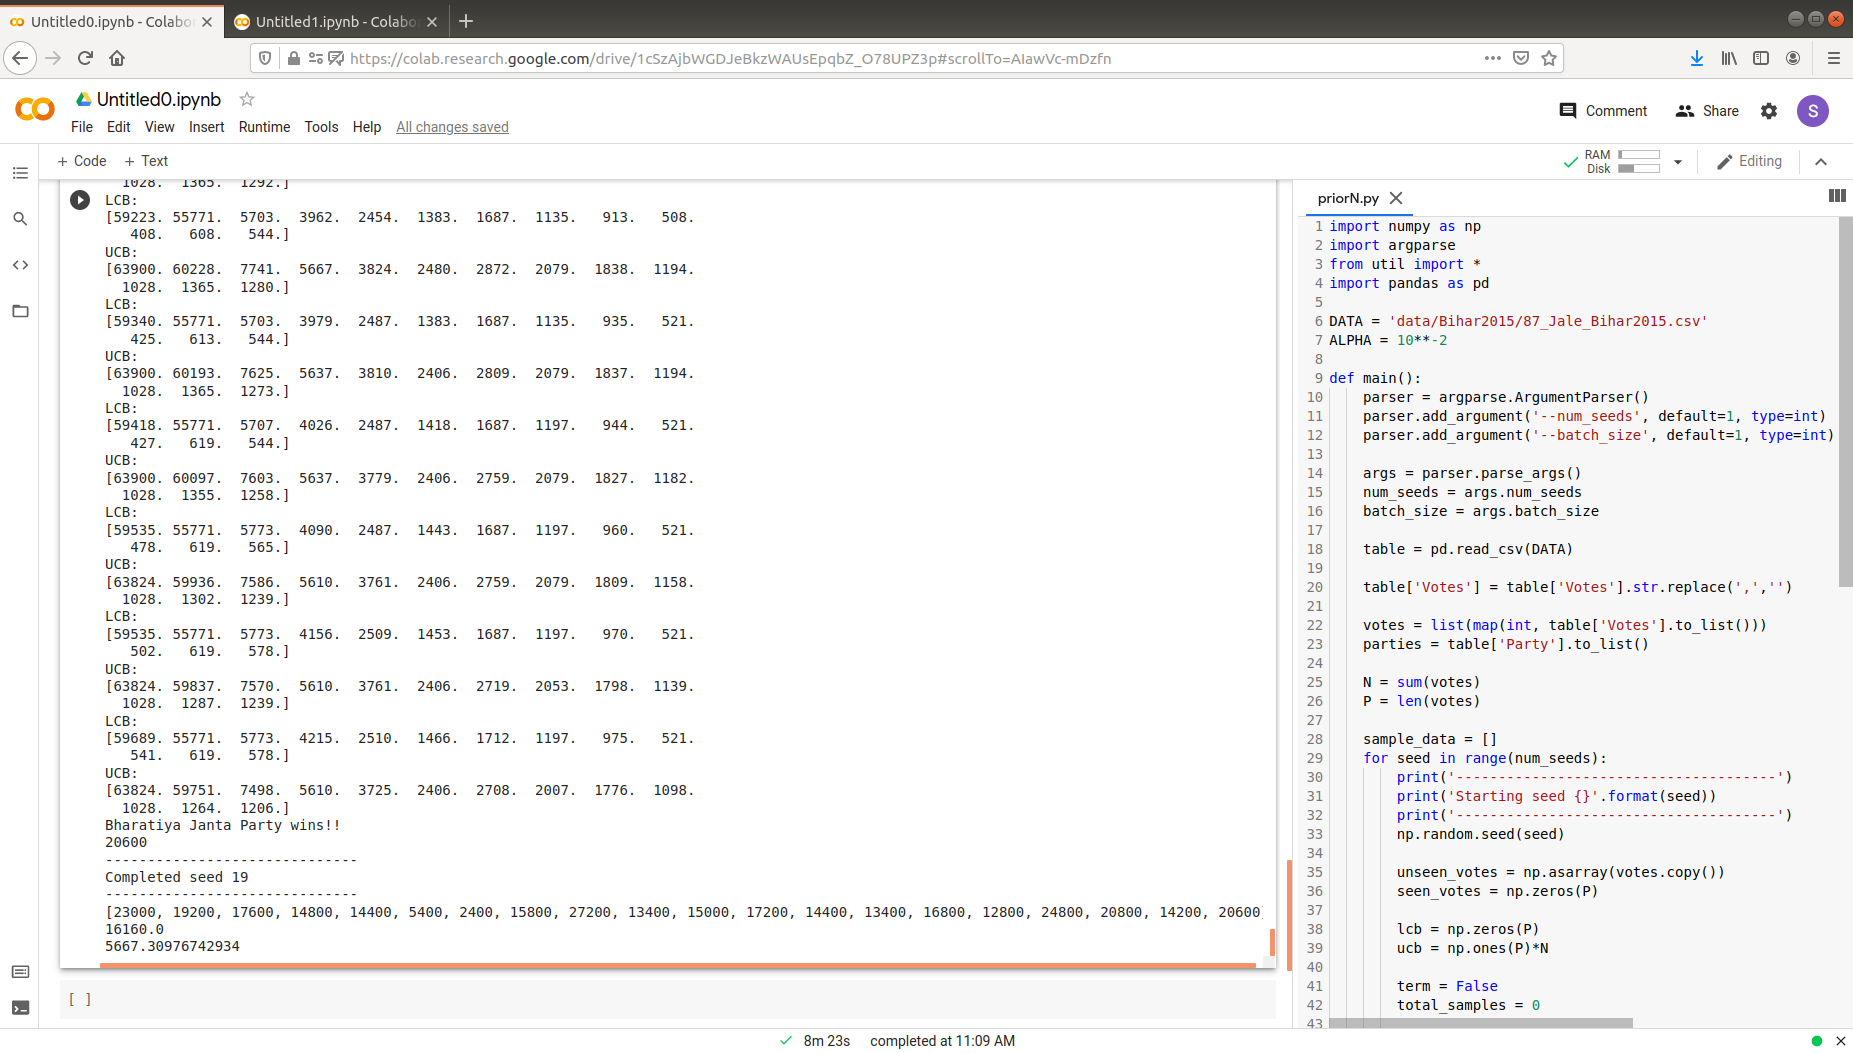 Untitled0.ipynb - Colabo
Untitled1.ipynb - Colabo
https://colab.research.google.com/drive/1cSzAjbWGDJeBkzWAUsEpqbZ_O78UPZ3p#scrollTo=AIawVc-mDzfn
Untitled0.ipynb
File Edit View Insert Runtime Tools Help All changes saved
Comment Share S
+ Code + Text
RAM
Disk
Editing
1028. 1365. 1292.]
LCB:
[59223. 55771. 5703. 3962. 2454. 1383. 1687. 1135. 913. 508.
408. 608. 544.]
UCB:
[63900. 60228. 7741. 5667. 3824. 2480. 2872. 2079. 1838. 1194.
1028. 1365. 1280.]
LCB:
[59340. 55771. 5703. 3979. 2487. 1383. 1687. 1135. 935. 521.
425. 613. 544.]
UCB:
[63900. 60193. 7625. 5637. 3810. 2406. 2809. 2079. 1837. 1194.
1028. 1365. 1273.]
LCB:
[59418. 55771. 5707. 4026. 2487. 1418. 1687. 1197. 944. 521.
427. 619. 544.]
UCB:
[63900. 60097. 7603. 5637. 3779. 2406. 2759. 2079. 1827. 1182.
1028. 1355. 1258.]
LCB:
[59535. 55771. 5773. 4090. 2487. 1443. 1687. 1197. 960. 521.
478. 619. 565.]
UCB:
[63824. 59936. 7586. 5610. 3761. 2406. 2759. 2079. 1809. 1158.
1028. 1302. 1239.]
LCB:
[59535. 55771. 5773. 4156. 2509. 1453. 1687. 1197. 970. 521.
502. 619. 578.]
UCB:
[63824. 59837. 7570. 5610. 3761. 2406. 2719. 2053. 1798. 1139.
1028. 1287. 1239.]
LCB:
[59689. 55771. 5773. 4215. 2510. 1466. 1712. 1197. 975. 521.
541. 619. 578.]
UCB:
[63824. 59751. 7498. 5610. 3725. 2406. 2708. 2007. 1776. 1098.
1028. 1264. 1206.]
Bharatiya Janta Party wins!!
20600
------------------------------
Completed seed 19
------------------------------
[23000, 19200, 17600, 14800, 14400, 5400, 2400, 15800, 27200, 13400, 15000, 17200, 14400, 13400, 16800, 12800, 24800, 20800, 14200, 20600]
16160.0
5667.30976742934
[ ]
priorN.py
1 import numpy as np
2 import argparse
3 from util import *
4 import pandas as pd
5
6 DATA = 'data/Bihar2015/87_Jale_Bihar2015.csv'
7 ALPHA = 10**-2
8
9 def main():
10 parser = argparse.ArgumentParser()
11 parser.add_argument('--num_seeds', default=1, type=int)
12 parser.add_argument('--batch_size', default=1, type=int)
13
14 args = parser.parse_args()
15 num_seeds = args.num_seeds
16 batch_size = args.batch_size
17
18 table = pd.read_csv(DATA)
19
20 table['Votes'] = table['Votes'].str.replace(',','')
21
22 votes = list(map(int, table['Votes'].to_list()))
23 parties = table['Party'].to_list()
24
25 N = sum(votes)
26 P = len(votes)
27
28 sample_data = []
29 for seed in range(num_seeds):
30 print('--------------------------------------')
31 print('Starting seed {}'.format(seed))
32 print('--------------------------------------')
33 np.random.seed(seed)
34
35 unseen_votes = np.asarray(votes.copy())
36 seen_votes = np.zeros(P)
37
38 lcb = np.zeros(P)
39 ucb = np.ones(P)*N
40
41 term = False
42 total_samples = 0
43
8m 23s completed at 11:09 AM